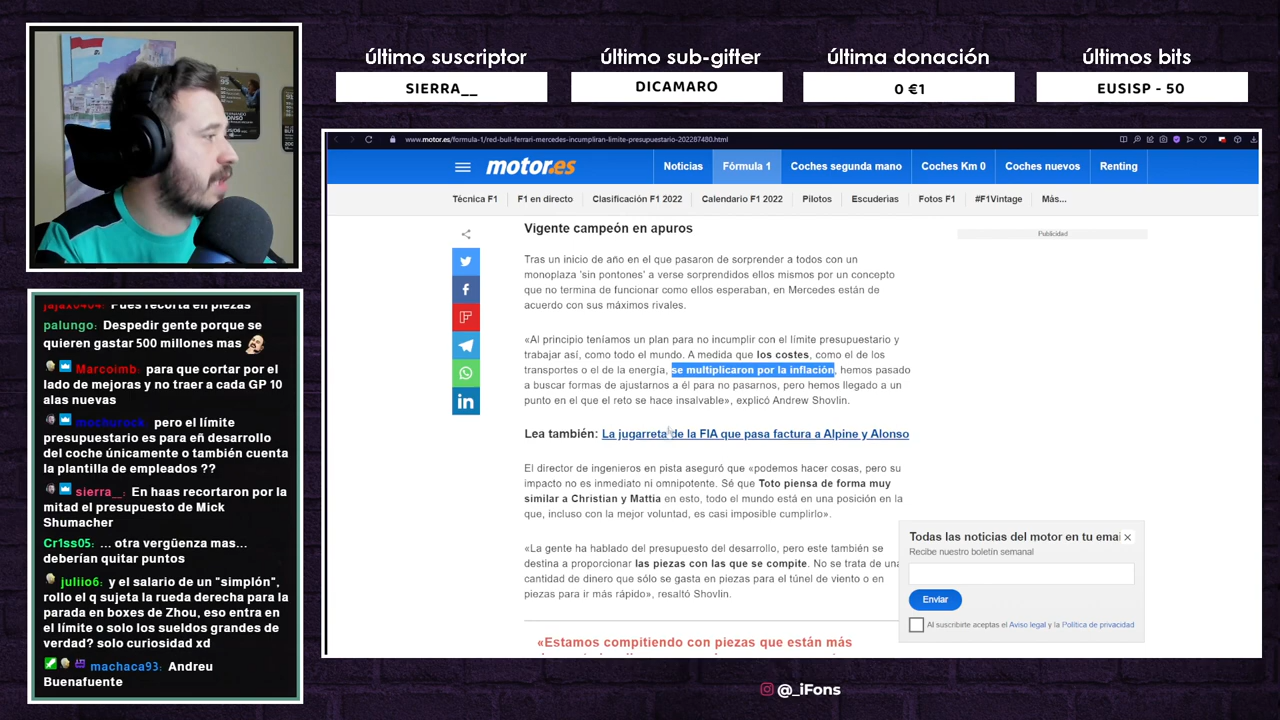 último suscriptor
SIERRA__
último sub-gifter
DICAMARO
última donación
0 €1
últimos bits
EUSISP - 50
www.motor.es/formula-1/red-bull-ferrari-mercedes-incumpliran-limite-presupuestario-202287480.html
motor.es
Noticias
Fórmula 1
Coches segunda mano
Coches Km 0
Coches nuevos
Renting
Técnica F1
F1 en directo
Clasificación F1 2022
Calendario F1 2022
Pilotos
Escuderías
Fotos F1
#F1Vintage
Más...
Vigente campeón en apuros
Tras un inicio de año en el que pasaron de sorprender a todos con un
monoplaza 'sin pontones' a verse sorprendidos ellos mismos por un concepto
que no termina de funcionar como ellos esperaban, en Mercedes están de
acuerdo con sus máximos rivales.
«Al principio teníamos un plan para no incumplir con el límite presupuestario y
trabajar así, como todo el mundo. A medida que los costes, como el de los
transportes o el de la energía, se multiplicaron por la inflación, hemos pasado
a buscar formas de ajustarnos a él para no pasarnos, pero hemos llegado a un
punto en el que el reto se hace insalvable», explicó Andrew Shovlin.
Lea también: La jugarreta de la FIA que pasa factura a Alpine y Alonso
El director de ingenieros en pista aseguró que «podemos hacer cosas, pero su
impacto no es inmediato ni omnipotente. Sé que Toto piensa de forma muy
similar a Christian y Mattia en esto, todo el mundo está en una posición en la
que, incluso con la mejor voluntad, es casi imposible cumplirlo».
«La gente ha hablado del presupuesto del desarrollo, pero este también se
destina a proporcionar las piezas con las que se compite. No se trata de una
cantidad de dinero que sólo se gasta en piezas para el túnel de viento o en
piezas para ir más rápido», resaltó Shovlin.
«Estamos compitiendo con piezas que están más
Publicidad
Todas las noticias del motor en tu emai
Recibe nuestro boletín semanal
Enviar
Al suscribirte aceptas el Aviso legal y la Política de privacidad
Pues recorta en piezas
palungo: Despedir gente porque se
quieren gastar 500 millones mas
Marcoimb: para que cortar por el
lado de mejoras y no traer a cada GP 10
alas nuevas
mochurock: pero el límite
presupuestario es para eñ desarrollo
del coche únicamente o también cuenta
la plantilla de empleados ??
sierra__: En haas recortaron por la
mitad el presupuesto de Mick
Shumacher
Cr1ss05: ... otra vergüenza mas...
deberían quitar puntos
juliio6: y el salario de un "simplón",
rollo el q sujeta la rueda derecha para la
parada en boxes de Zhou, eso entra en
el límite o solo los sueldos grandes de
verdad? solo curiosidad xd
machaca93: Andreu
Buenafuente
@_iFons